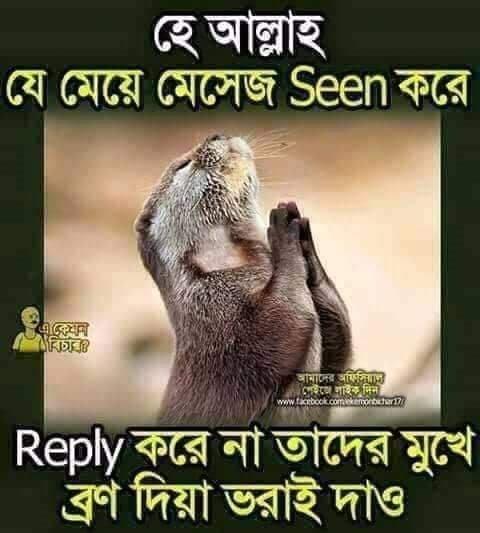 হে আল্লাহ
যে মেয়ে মেসেজ Seen করে
এ কেমন
বিচার?
আমাদের অফিসিয়াল
পেইজে লাইক দিন
www.facebook.com/ekemonbichar17/
Reply করে না তাদের মুখে
ব্রণ দিয়া ভরাই দাও